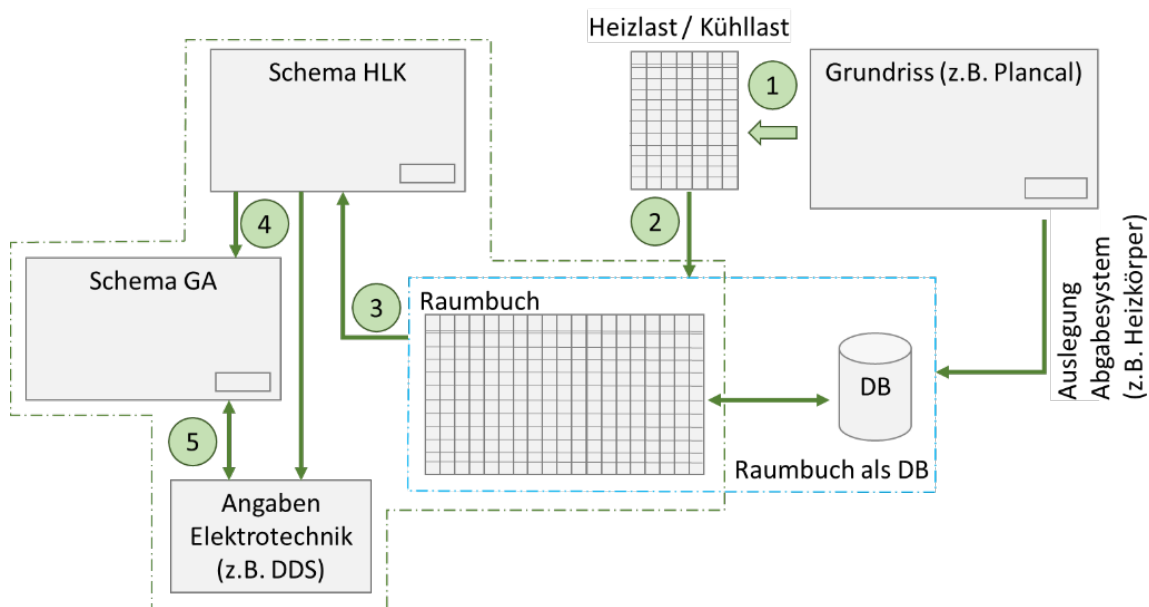 Heizlast / Kühllast
Schema HLK
1
Grundriss (z.B. Plancal)
4
2
Schema GA
3
Raumbuch
Auslegung
Abgabesystem
(z.B. Heizkörper)
DB
5
Raumbuch als DB
Angaben
Elektrotechnik
(z.B. DDS)